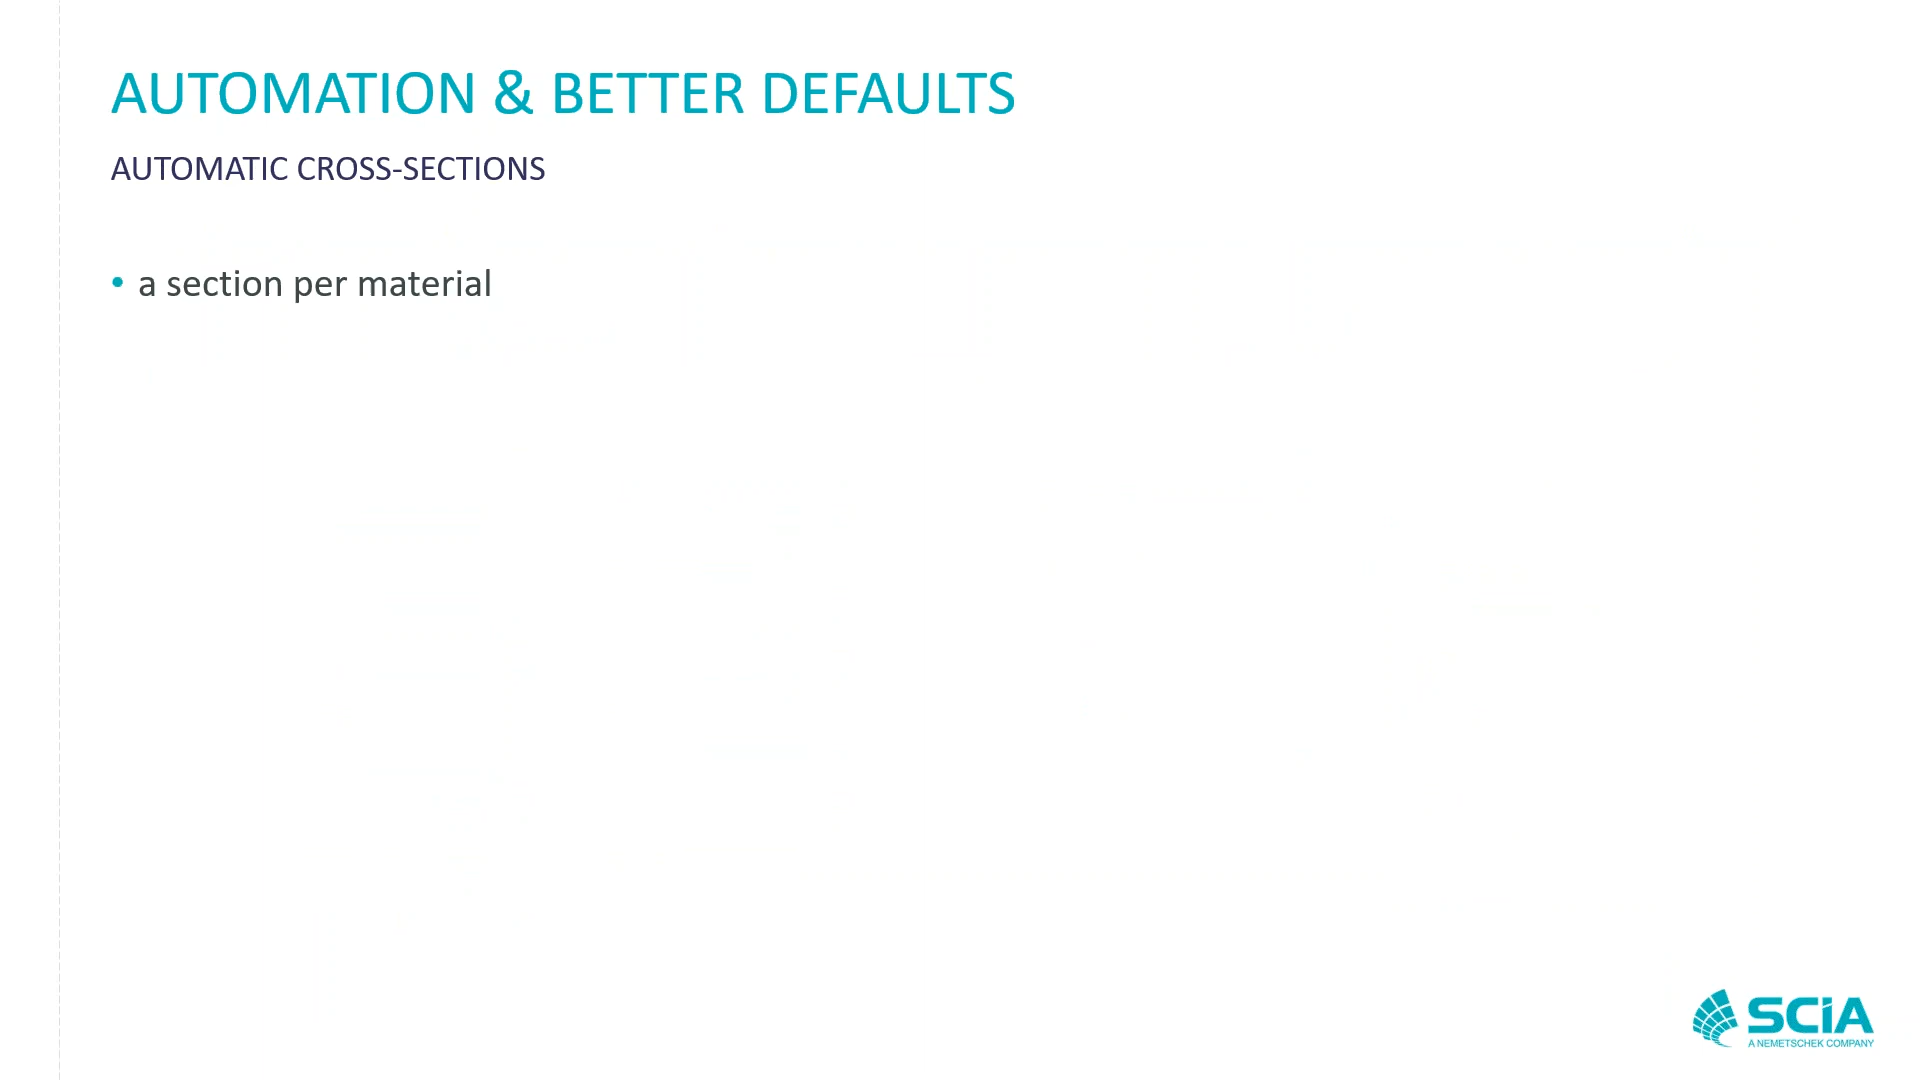 AUTOMATION & BETTER DEFAULTS
AUTOMATIC CROSS-SECTIONS
• a section per material
SCiA
A NEMETSCHEK COMPANY